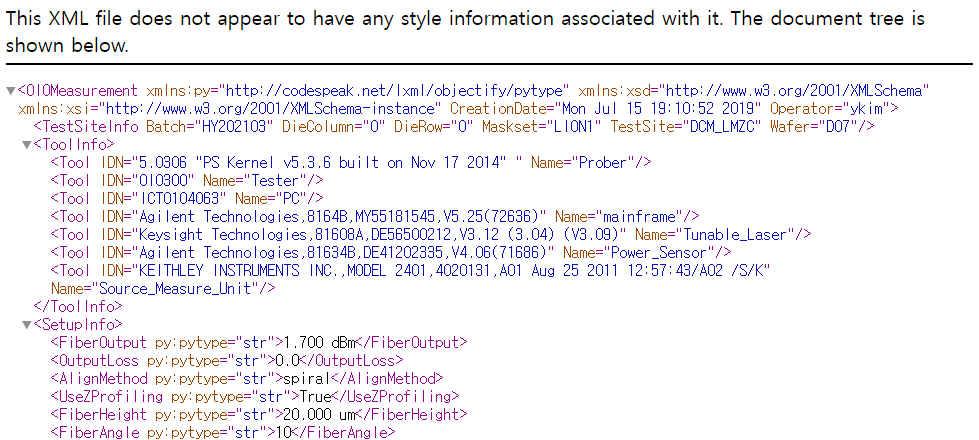 This XML file does not appear to have any style information associated with it. The document tree is
shown below.
▼<OIOMeasurement xmlns:py="http://codespeak.net/lxml/objectify/pytype" xmlns:xsd="http://www.w3.org/2001/XMLSchema"
xmlns:xsi="http://www.w3.org/2001/XMLSchema-instance" CreationDate="Mon Jul 15 19:10:52 2019" Operator="ykim">
<TestSiteInfo Batch="HY202103" DieColumn="0" DieRow="0" Maskset="LION1" TestSite="DCM_LMZC" Wafer="D07"/>
▼<ToolInfo>
<Tool IDN="5.0306 "PS Kernel v5.3.6 built on Nov 17 2014" " Name="Prober"/>
<Tool IDN="OIO300" Name="Tester"/>
<Tool IDN="ICT0104063" Name="PC"/>
<Tool IDN="Agilent Technologies,8164B,MY55181545,V5.25(72636)" Name="mainframe"/>
<Tool IDN="Keysight Technologies,81608A,DE56500212,V3.12 (3.04) (V3.09)" Name="Tunable_Laser"/>
<Tool IDN="Agilent Technologies,81634B,DE41202335,V4.06(71686)" Name="Power_Sensor"/>
<Tool IDN="KEITHLEY INSTRUMENTS INC.,MODEL 2401,4020131,A01 Aug 25 2011 12:57:43/A02 /S/K"
Name="Source_Measure_Unit"/>
</ToolInfo>
▼<SetupInfo>
<FiberOutput py:pytype="str">1.700 dBm</FiberOutput>
<OutputLoss py:pytype="str">0.0</OutputLoss>
<AlignMethod py:pytype="str">spiral</AlignMethod>
<UseZProfiling py:pytype="str">True</UseZProfiling>
<FiberHeight py:pytype="str">20.000 um</FiberHeight>
<FiberAngle py:pytype="str">10</FiberAngle>